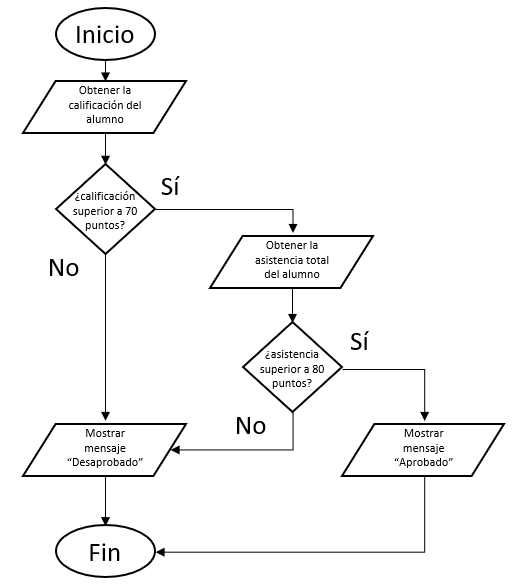 Inicio
Obtener la
calificación del
alumno
¿calificación
superior a 70
puntos?
Sí
No
Obtener la
asistencia total
del alumno
¿asistencia
superior a 80
puntos?
Sí
No
Mostrar
mensaje
“Desaprobado”
Mostrar
mensaje
“Aprobado”
Fin